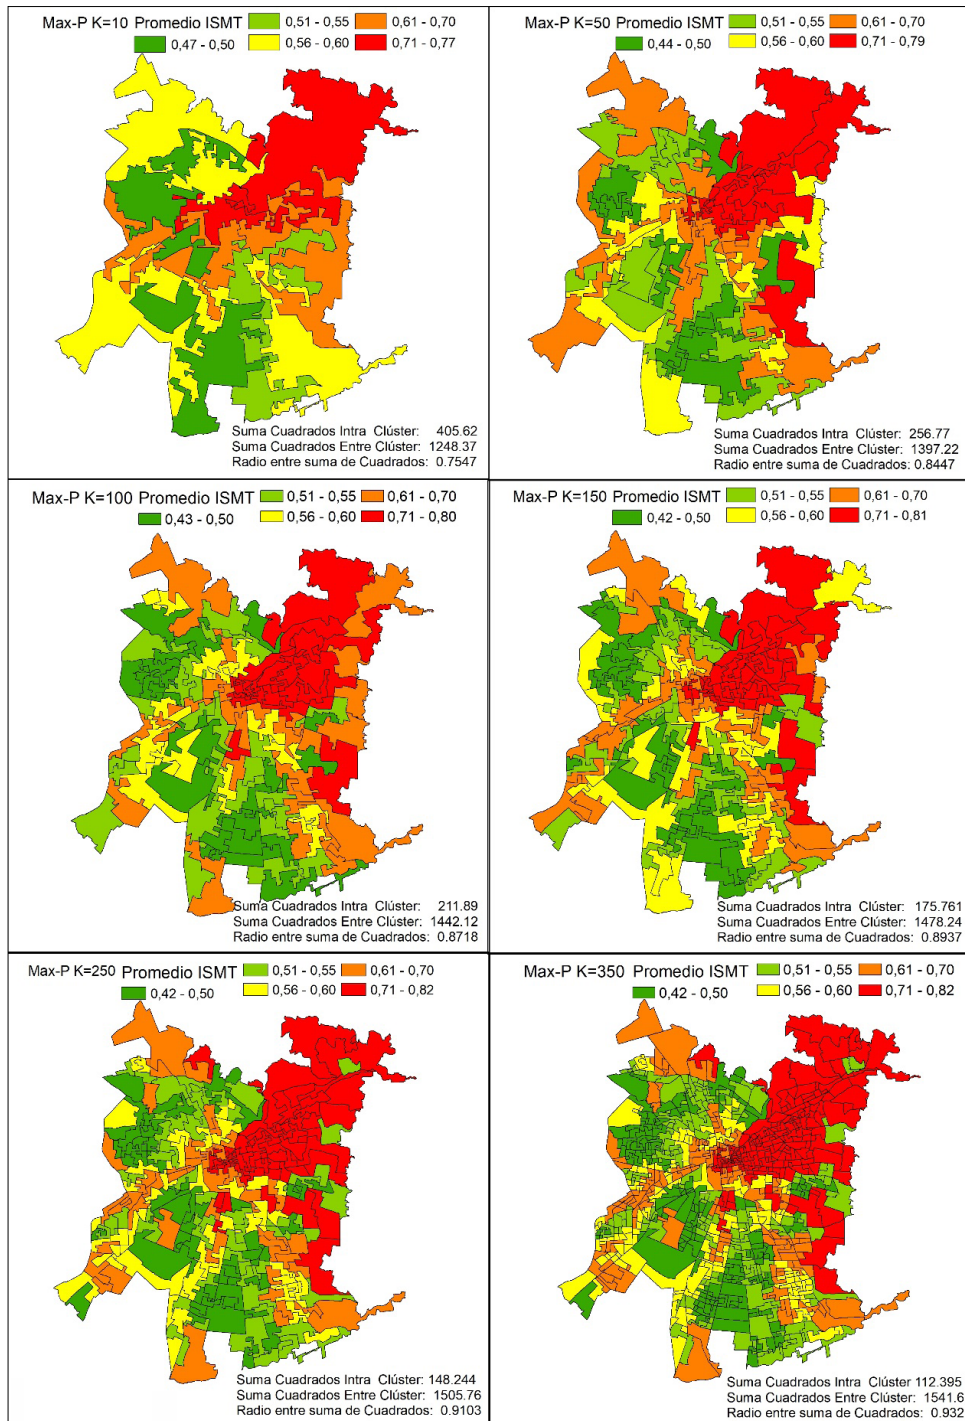 Max-P K=10 Promedio ISMT
0,51 - 0,55 0,61 - 0,70
0,47 - 0,50 0,56 - 0,60 0,71 - 0,77
Suma Cuadrados Intra Clúster: 405.62
Suma Cuadrados Entre Clúster: 1248.37
Radio entre suma de Cuadrados: 0.7547
Max-P K=50 Promedio ISMT
0,51 - 0,55 0,61 - 0,70
0,44 - 0,50 0,56 - 0,60 0,71 - 0,79
Suma Cuadrados Intra Clúster: 256.77
Suma Cuadrados Entre Clúster: 1397.22
Radio entre suma de Cuadrados: 0.8447
Max-P K=100 Promedio ISMT
0,51 - 0,55 0,61 - 0,70
0,43 - 0,50 0,56 - 0,60 0,71 - 0,80
Suma Cuadrados Intra Clúster: 211.89
Suma Cuadrados Entre Clúster: 1442.12
Radio entre suma de Cuadrados: 0.8718
Max-P K=150 Promedio ISMT
0,51 - 0,55 0,61 - 0,70
0,42 - 0,50 0,56 - 0,60 0,71 - 0,81
Suma Cuadrados Intra Clúster: 175.761
Suma Cuadrados Entre Clúster: 1478.24
Radio entre suma de Cuadrados: 0.8937
Max-P K=250 Promedio ISMT
0,51 - 0,55 0,61 - 0,70
0,42 - 0,50 0,56 - 0,60 0,71 - 0,82
Suma Cuadrados Intra Clúster: 148.244
Suma Cuadrados Entre Clúster: 1505.76
Radio entre suma de Cuadrados: 0.9103
Max-P K=350 Promedio ISMT
0,51 - 0,55 0,61 - 0,70
0,42 - 0,50 0,56 - 0,60 0,71 - 0,82
Suma Cuadrados Intra Clúster 112.395
Suma Cuadrados Entre Clúster: 1541.6
Radio entre suma de Cuadrados: 0.932